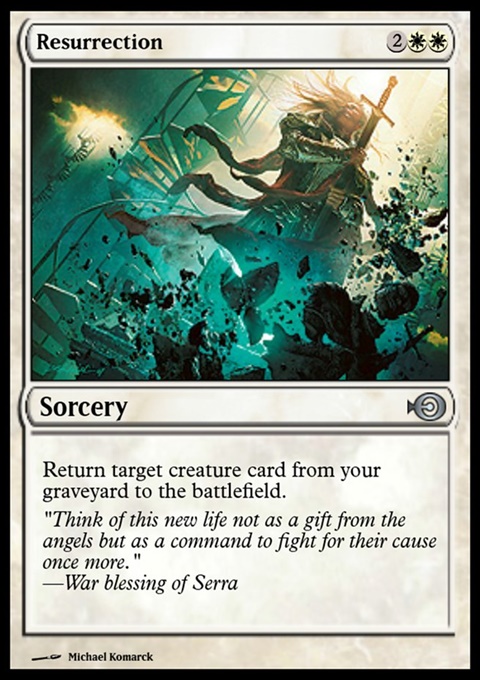 Resurrection 2
Sorcery
Return target creature card from your
graveyard to the battlefield.
"Think of this new life not as a gift from the
angels but as a command to fight for their cause
once more."
—War blessing of Serra
Michael Komarck